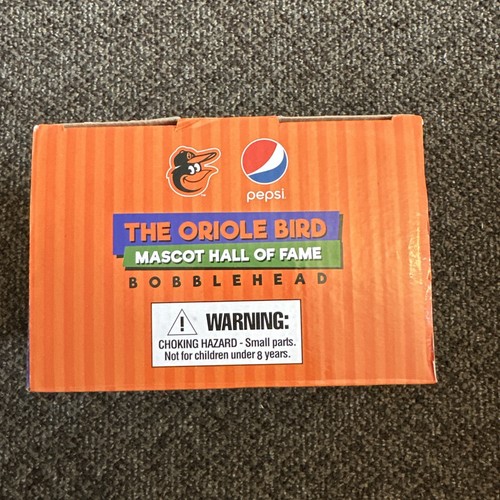 pepsi
THE ORIOLE BIRD
MASCOT HALL OF FAME
BOBBLEHEAD
WARNING:
CHOKING HAZARD - Small parts.
Not for children under 8 years.